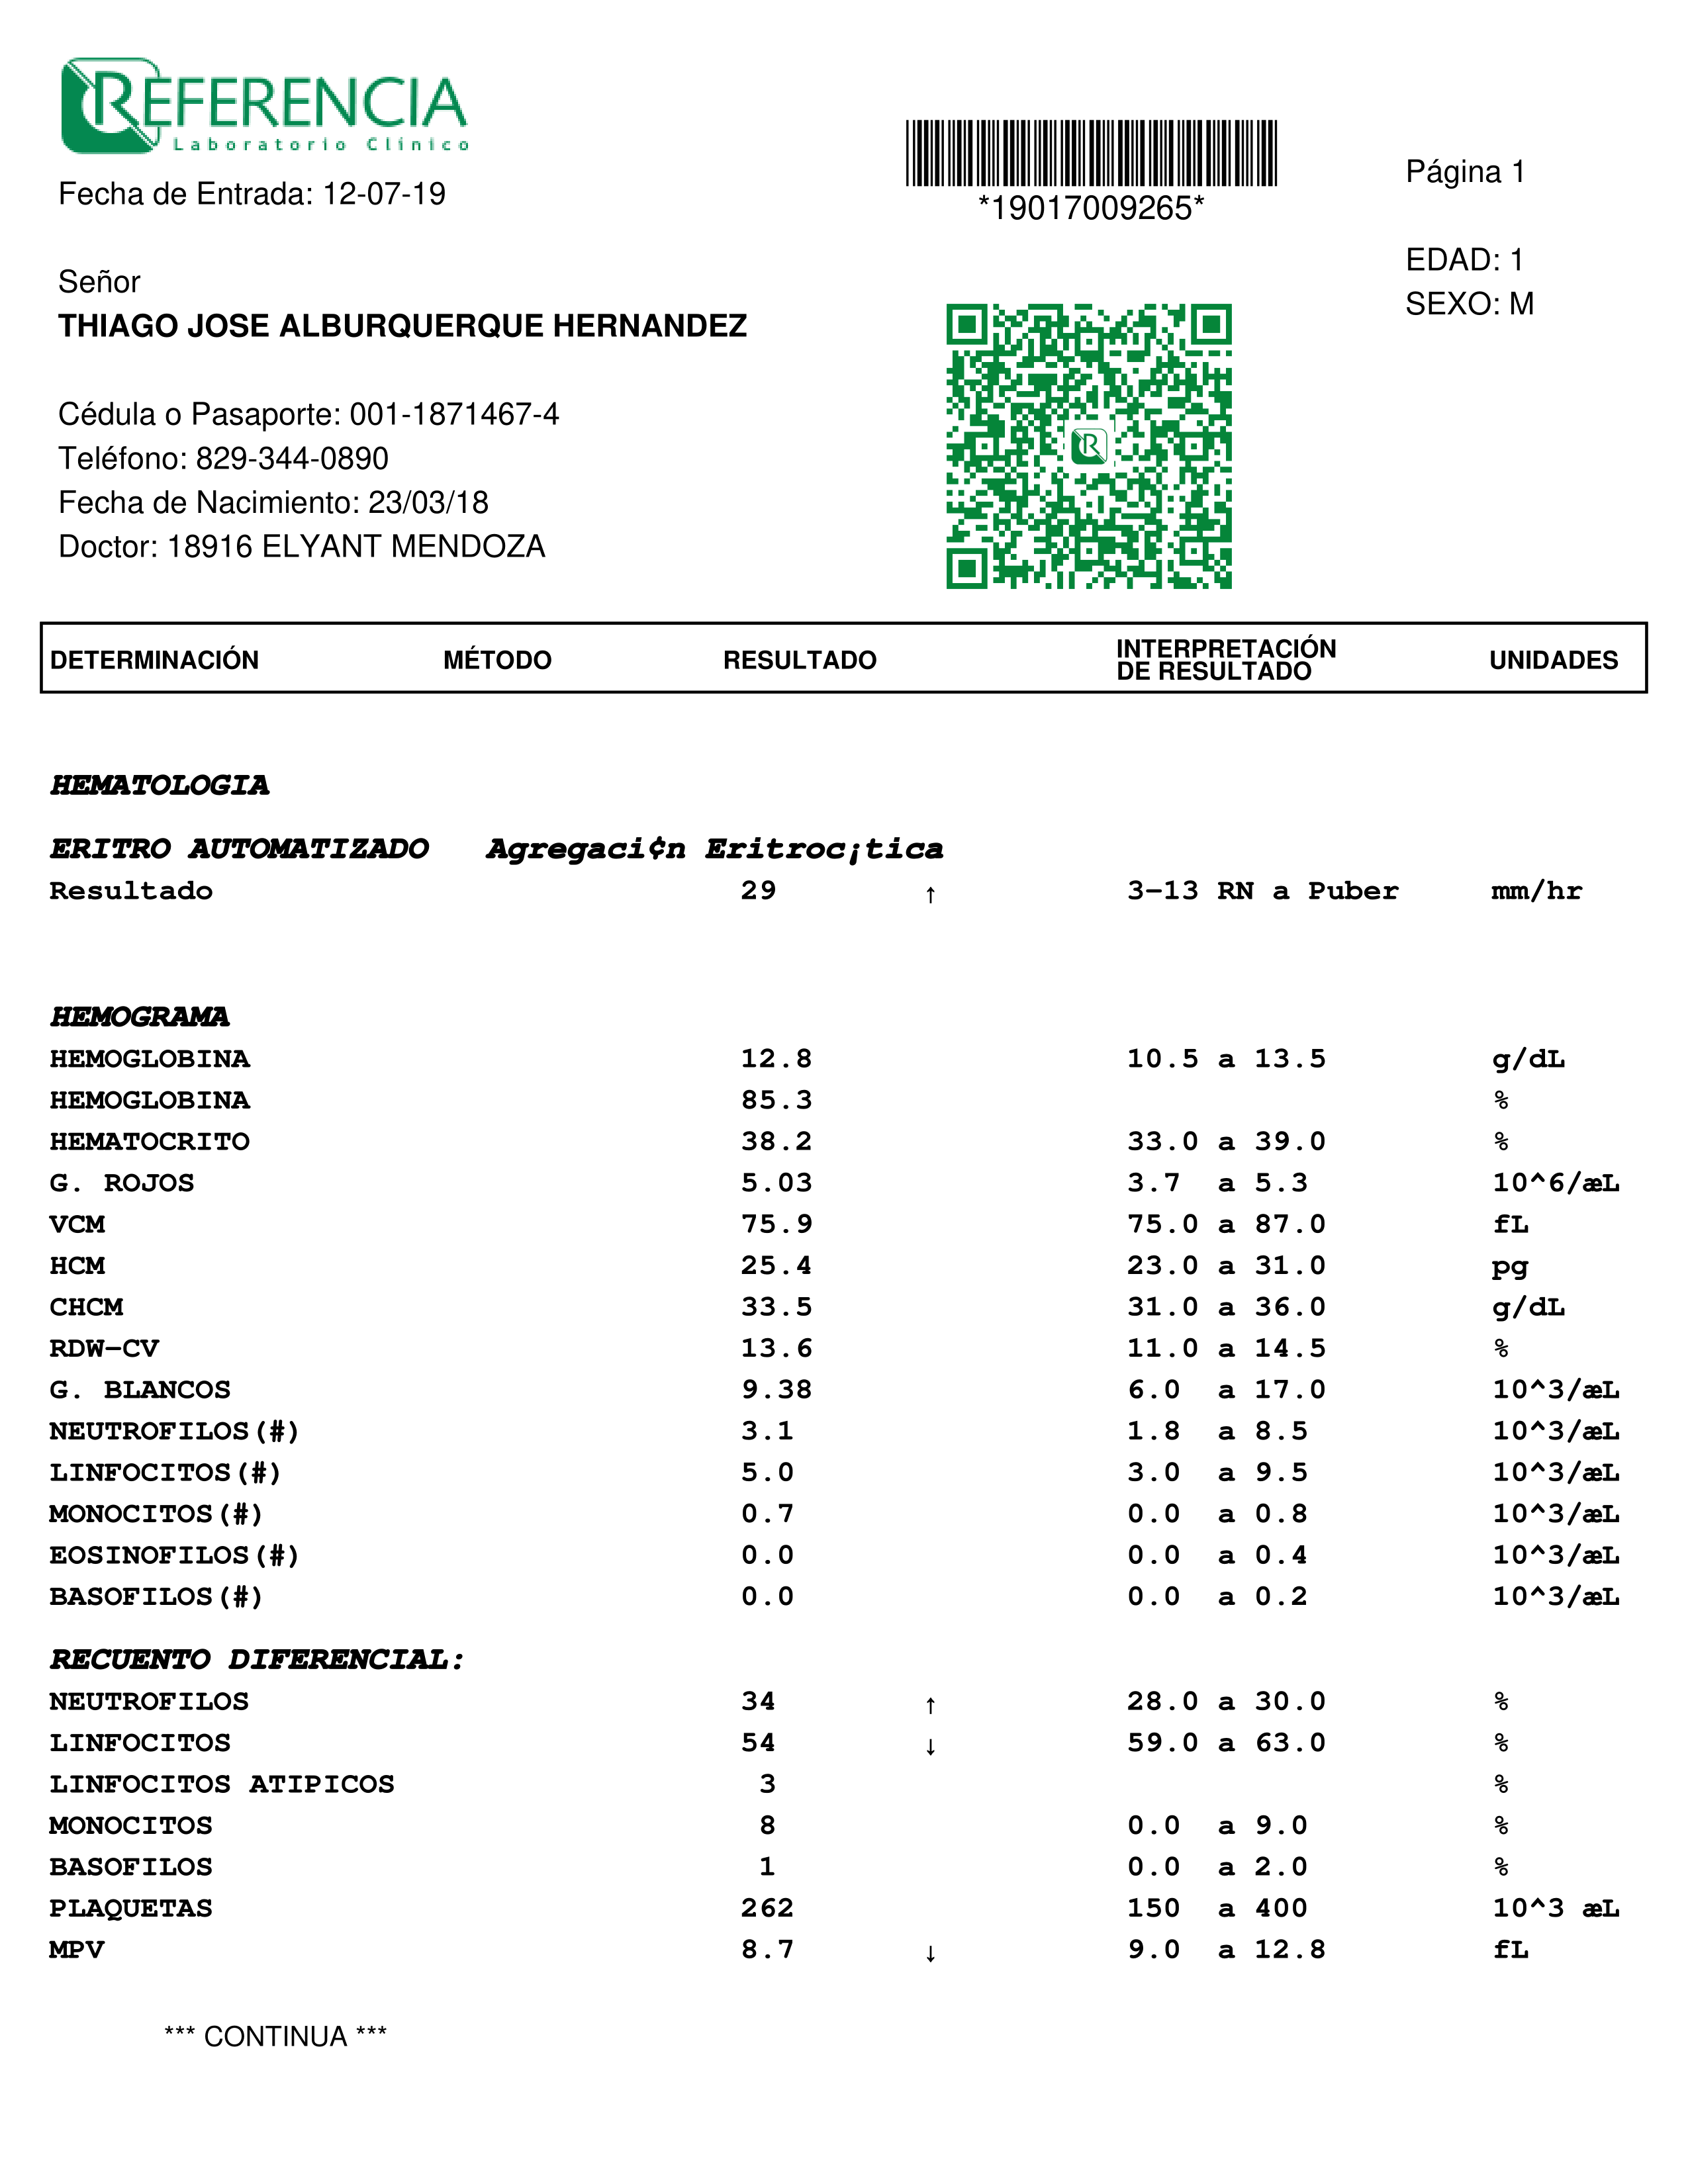 REFERENCIA
Laboratorio Clínico
Fecha de Entrada: 12-07-19
*19017009265*
Página 1
EDAD: 1
SEXO: M
Señor
THIAGO JOSE ALBURQUERQUE HERNANDEZ
Cédula o Pasaporte: 001-1871467-4
Teléfono: 829-344-0890
Fecha de Nacimiento: 23/03/18
Doctor: 18916 ELYANT MENDOZA
DETERMINACIÓN MÉTODO RESULTADO INTERPRETACIÓN DE RESULTADO UNIDADES
HEMATOLOGIA
ERITRO AUTOMATIZADO Agregaci¢n Eritroc¡tica
Resultado 29 ↑ 3-13 RN a Puber mm/hr
HEMOGRAMA
HEMOGLOBINA 12.8 10.5 a 13.5 g/dL
HEMOGLOBINA 85.3 %
HEMATOCRITO 38.2 33.0 a 39.0 %
G. ROJOS 5.03 3.7 a 5.3 10^6/æL
VCM 75.9 75.0 a 87.0 fL
HCM 25.4 23.0 a 31.0 pg
CHCM 33.5 31.0 a 36.0 g/dL
RDW-CV 13.6 11.0 a 14.5 %
G. BLANCOS 9.38 6.0 a 17.0 10^3/æL
NEUTROFILOS(#) 3.1 1.8 a 8.5 10^3/æL
LINFOCITOS(#) 5.0 3.0 a 9.5 10^3/æL
MONOCITOS(#) 0.7 0.0 a 0.8 10^3/æL
EOSINOFILOS(#) 0.0 0.0 a 0.4 10^3/æL
BASOFILOS(#) 0.0 0.0 a 0.2 10^3/æL
RECUENTO DIFERENCIAL:
NEUTROFILOS 34 ↑ 28.0 a 30.0 %
LINFOCITOS 54 ↓ 59.0 a 63.0 %
LINFOCITOS ATIPICOS 3 %
MONOCITOS 8 0.0 a 9.0 %
BASOFILOS 1 0.0 a 2.0 %
PLAQUETAS 262 150 a 400 10^3 æL
MPV 8.7 ↓ 9.0 a 12.8 fL
*** CONTINUA ***